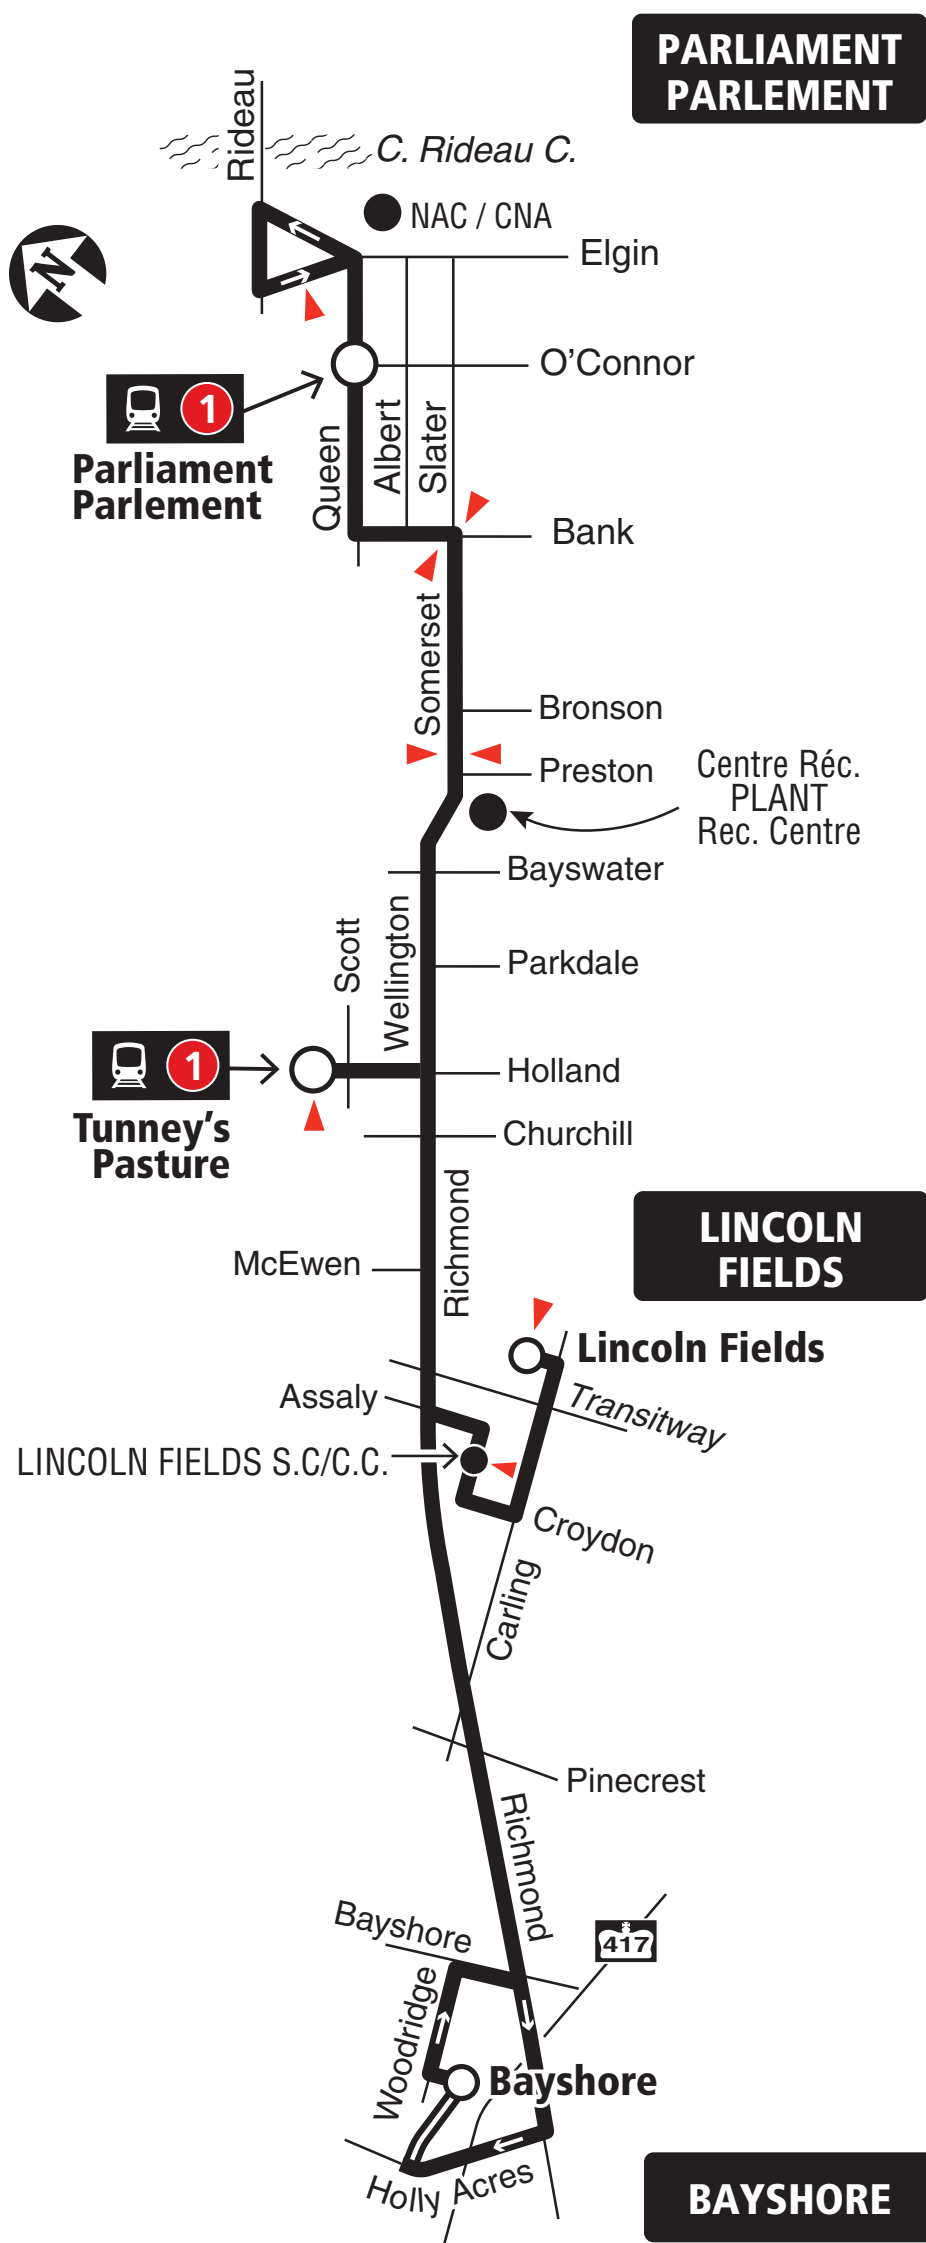 PARLIAMENT
PARLEMENT
Rideau
C. Rideau C.
NAC / CNA
N
Elgin
O'Connor
1
Parliament
Parlement
Queen
Albert
Slater
Bank
Somerset
Bronson
Preston
Centre Réc.
PLANT
Rec. Centre
Bayswater
Wellington
Scott
Parkdale
1
Holland
Tunney's
Pasture
Churchill
Richmond
LINCOLN
FIELDS
McEwen
Lincoln Fields
Assaly
Transitway
LINCOLN FIELDS S.C/C.C.
Croydon
Carling
Pinecrest
Richmond
Bayshore
417
Woodridge
Bayshore
Holly Acres
BAYSHORE